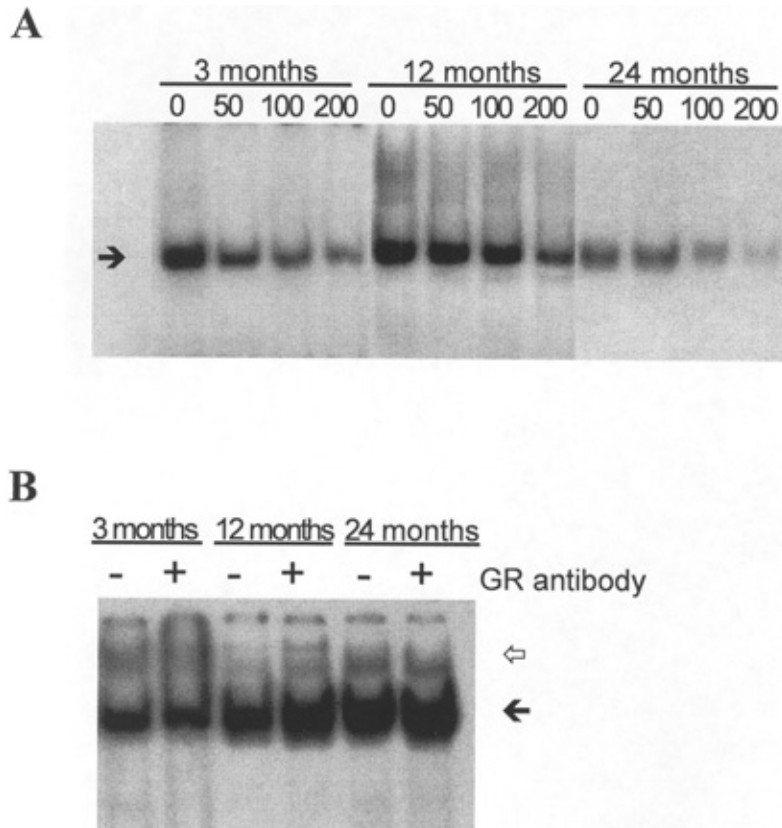 A
3 months 12 months 24 months
0 50 100 200 0 50 100 200 0 50 100 200
B
3 months 12 months 24 months
- + - + - + GR antibody